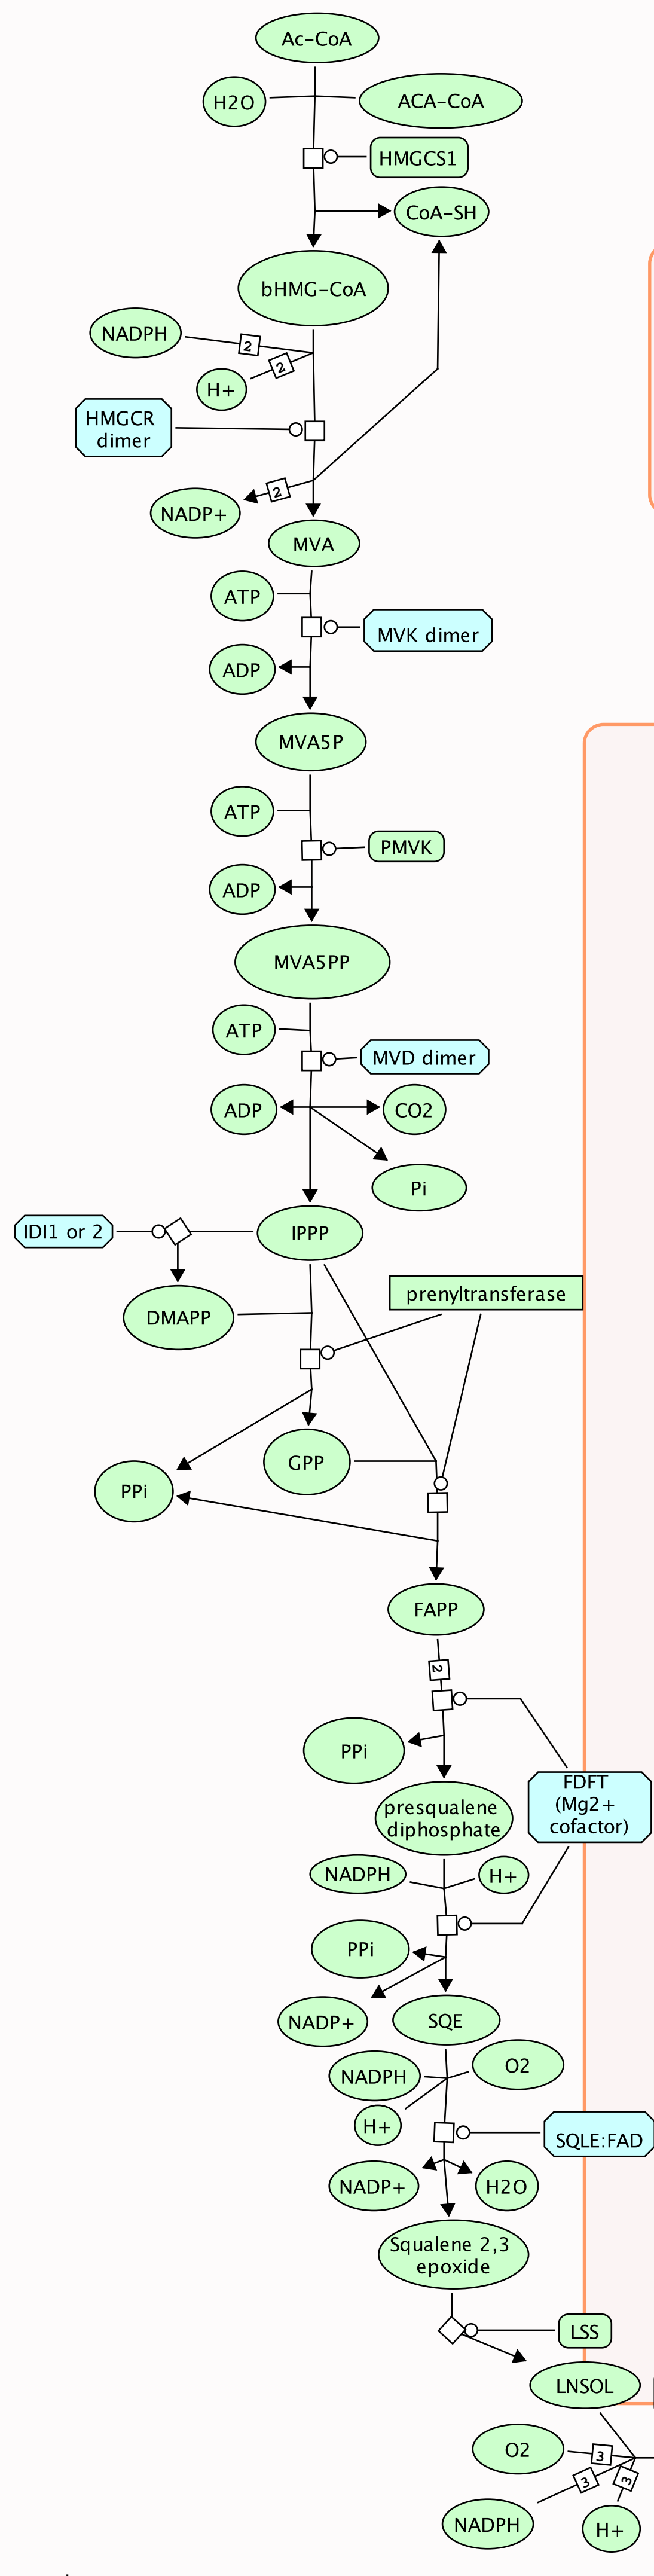 Ac-CoA
H2O
ACA-CoA
HMGCS1
CoA-SH
bHMG-CoA
NADPH
2
2
H+
HMGCR
dimer
2
NADP+
MVA
ATP
MVK dimer
ADP
MVA5P
ATP
PMVK
ADP
MVA5PP
ATP
MVD dimer
ADP
CO2
Pi
IDI1 or 2
IPPP
prenyltransferase
DMAPP
GPP
PPi
FAPP
2
PPi
FDFT
(Mg2+
cofactor)
presqualene
diphosphate
NADPH
H+
PPi
NADP+
SQE
O2
NADPH
H+
SQLE:FAD
NADP+
H2O
Squalene 2,3
epoxide
LSS
LNSOL
O2
3
3
3
NADPH
H+